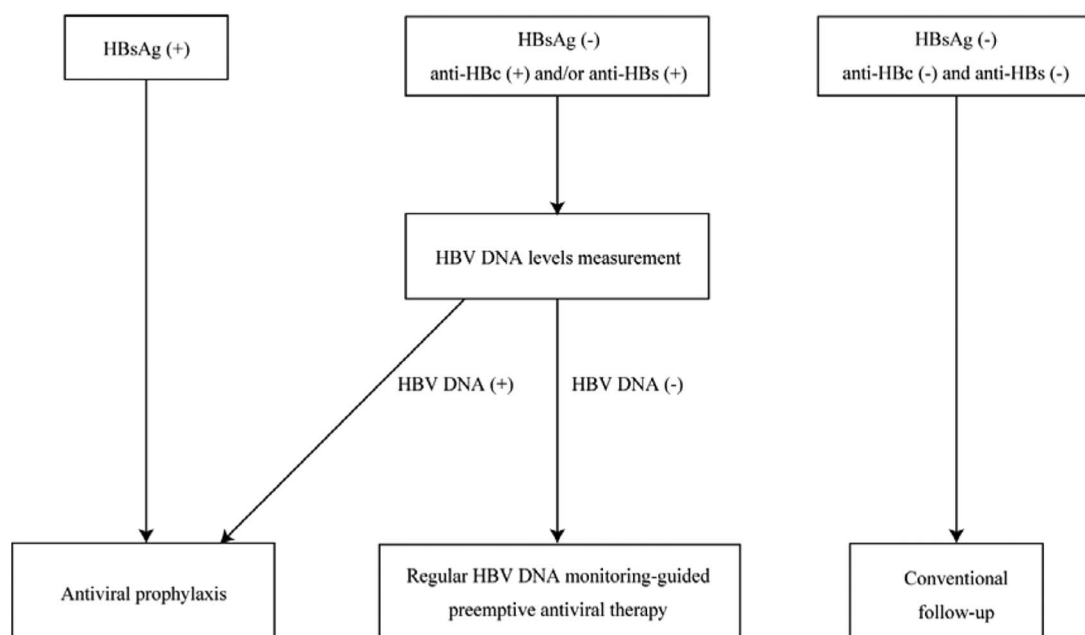 HBsAg (+)
HBsAg (-)
anti-HBc (+) and/or anti-HBs (+)
HBsAg (-)
anti-HBc (-) and anti-HBs (-)
HBV DNA levels measurement
HBV DNA (+)
HBV DNA (-)
Antiviral prophylaxis
Regular HBV DNA monitoring-guided
preemptive antiviral therapy
Conventional
follow-up